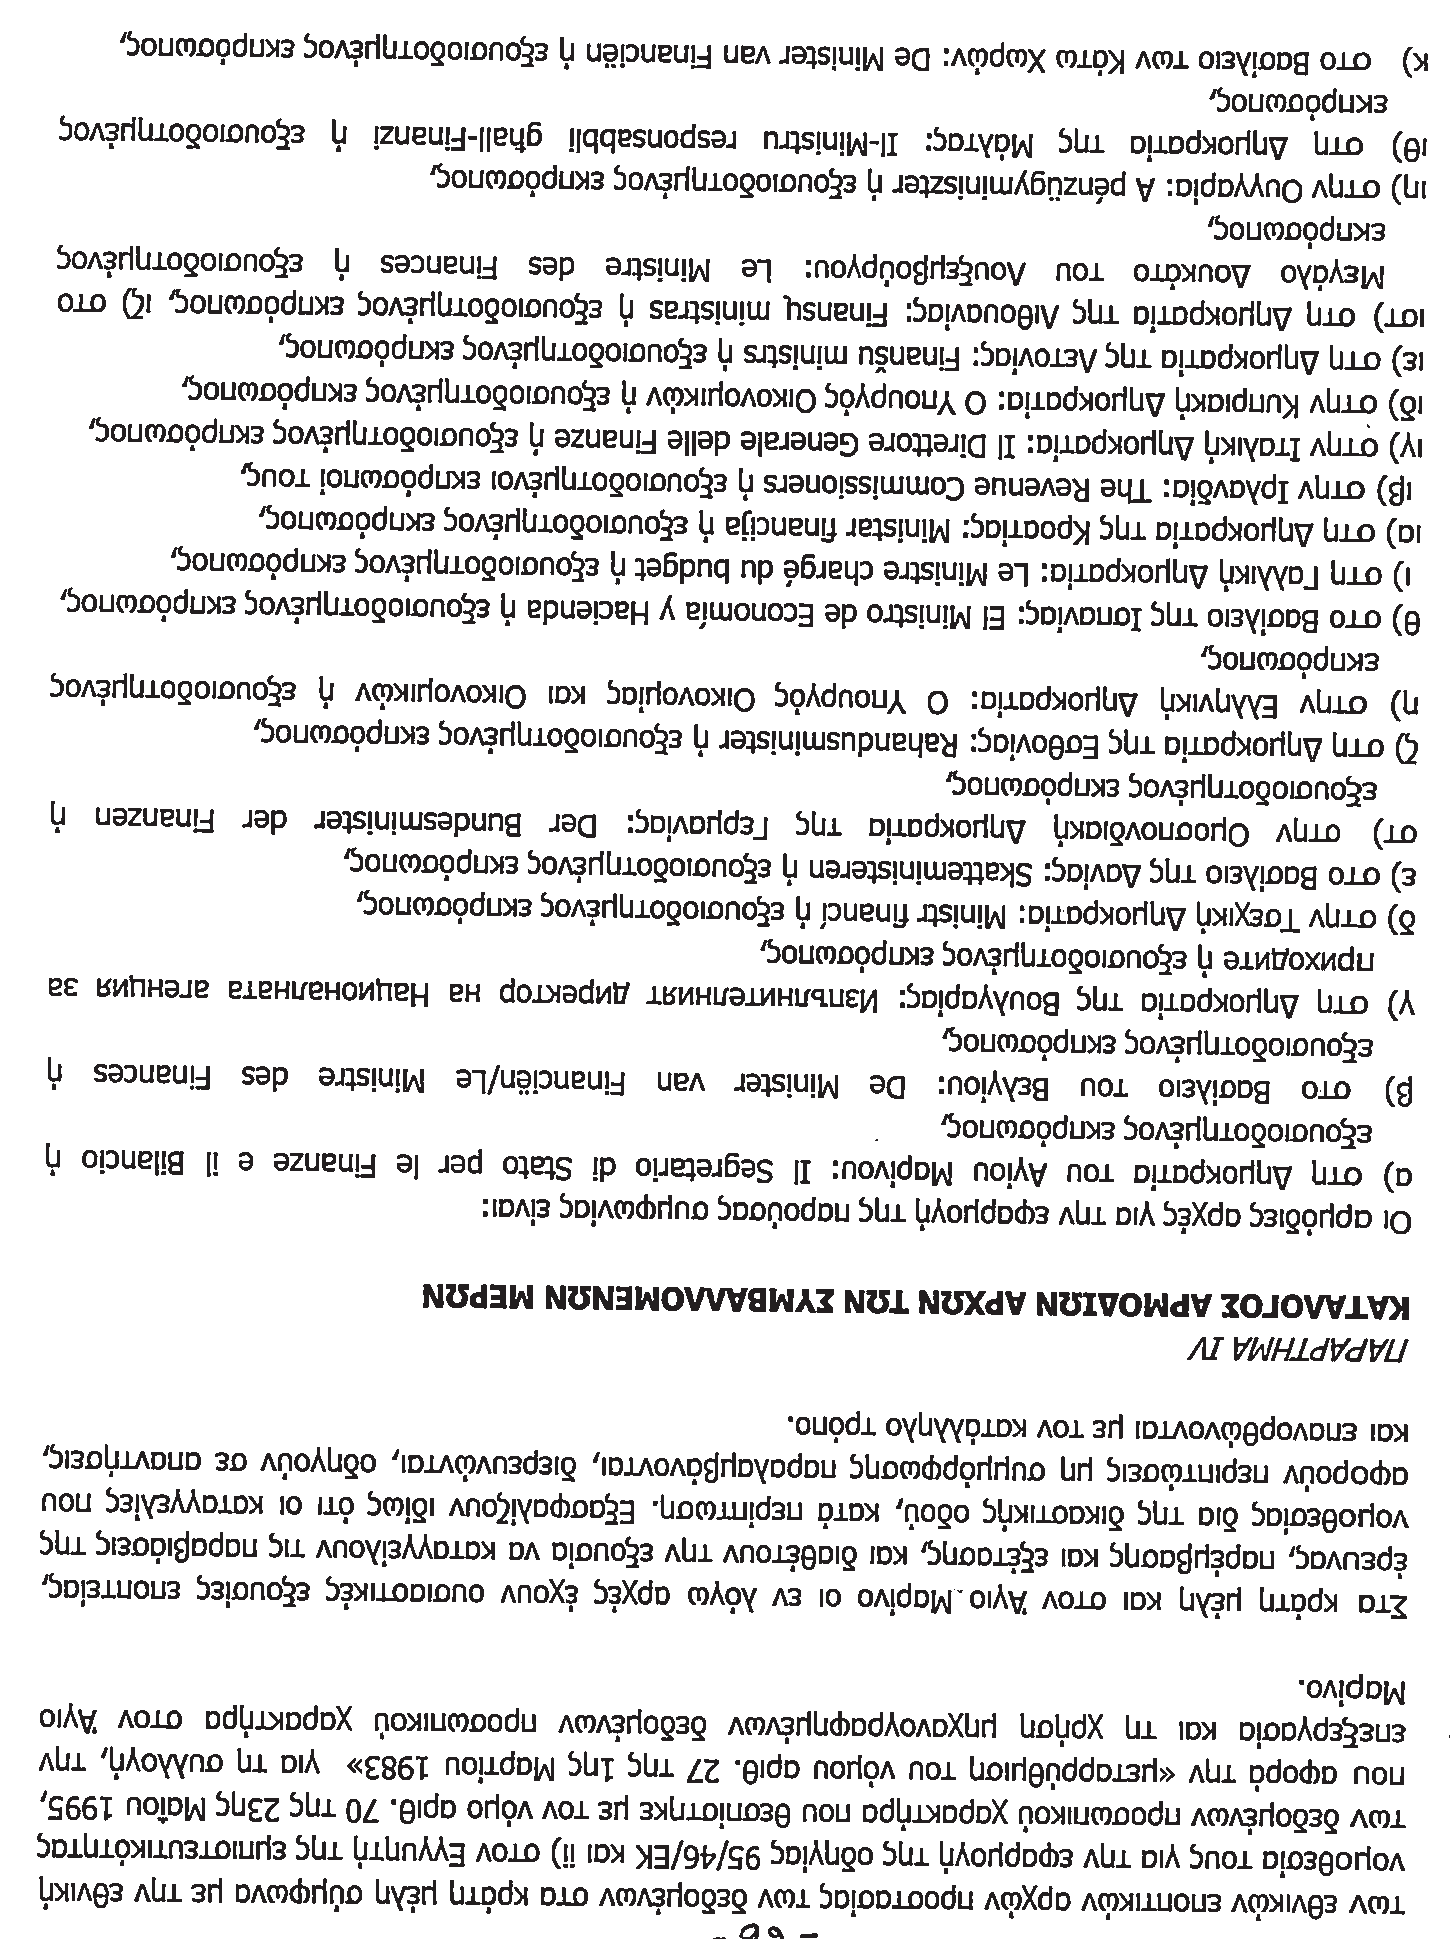 των εθνικών εποπτικών αρχών προστασίας των δεδομένων στα κράτη μέλη σύμφωνα με την εθνική
νομοθεσία τους για την εφαρμογή της οδηγίας 95/46/ΕΚ και ii) στον Εγγυητή της εμπιστευτικότητας
των δεδομένων προσωπικού χαρακτήρα που θεσπίστηκε με τον νόμο αριθ. 70 της 23ης Μαΐου 1995,
που αφορά την «μεταρρύθμιση του νόμου αριθ. 27 της 1ης Μαρτίου 1983» για τη συλλογή, την
επεξεργασία και τη χρήση μηχανογραφημένων δεδομένων προσωπικού χαρακτήρα στον Άγιο
Μαρίνο.
Στα κράτη μέλη και στον Άγιο Μαρίνο οι εν λόγω αρχές έχουν ουσιαστικές εξουσίες εποπτείας,
έρευνας, παρέμβασης και εξέτασης, και διαθέτουν την εξουσία να καταγγείλουν τις παραβιάσεις της
νομοθεσίας δια της δικαστικής οδού, κατά περίπτωση. Εξασφαλίζουν ιδίως ότι οι καταγγελίες που
αφορούν περιπτώσεις μη συμμόρφωσης παραλαμβάνονται, διερευνώνται, οδηγούν σε απαντήσεις,
και επανορθώνονται με τον κατάλληλο τρόπο.
ΠΑΡΑΡΤΗΜΑ IV
ΚΑΤΑΛΟΓΟΣ ΑΡΜΟΔΙΩΝ ΑΡΧΩΝ ΤΩΝ ΣΥΜΒΑΛΛΟΜΕΝΩΝ ΜΕΡΩΝ
Οι αρμόδιες αρχές για την εφαρμογή της παρούσας συμφωνίας είναι:
α) στη Δημοκρατία του Αγίου Μαρίνου: Il Segretario di Stato per le Finanze e il Bilancio ή
εξουσιοδοτημένος εκπρόσωπος,
β) στο Βασίλειο του Βελγίου: De Minister van Financiën/Le Ministre des Finances ή
εξουσιοδοτημένος εκπρόσωπος,
γ) στη Δημοκρατία της Βουλγαρίας: Изпълнителният директор на Националната агенция за
приходите ή εξουσιοδοτημένος εκπρόσωπος,
δ) στην Τσεχική Δημοκρατία: Ministr financí ή εξουσιοδοτημένος εκπρόσωπος,
ε) στο Βασίλειο της Δανίας: Skatteministeren ή εξουσιοδοτημένος εκπρόσωπος,
στ) στην Ομοσπονδιακή Δημοκρατία της Γερμανίας: Der Bundesminister der Finanzen ή
εξουσιοδοτημένος εκπρόσωπος,
ζ) στη Δημοκρατία της Εσθονίας: Rahandusminister ή εξουσιοδοτημένος εκπρόσωπος,
η) στην Ελληνική Δημοκρατία: Ο Υπουργός Οικονομίας και Οικονομικών ή εξουσιοδοτημένος
εκπρόσωπος,
θ) στο Βασίλειο της Ισπανίας: El Ministro de Economía y Hacienda ή εξουσιοδοτημένος εκπρόσωπος,
ι) στη Γαλλική Δημοκρατία: Le Ministre chargé du budget ή εξουσιοδοτημένος εκπρόσωπος,
ια) στη Δημοκρατία της Κροατίας: Ministar financija ή εξουσιοδοτημένος εκπρόσωπος,
ιβ) στην Ιρλανδία: The Revenue Commissioners ή εξουσιοδοτημένοι εκπρόσωποί τους,
ιγ) στην Ιταλική Δημοκρατία: Il Direttore Generale delle Finanze ή εξουσιοδοτημένος εκπρόσωπος,
ιδ) στην Κυπριακή Δημοκρατία: Ο Υπουργός Οικονομικών ή εξουσιοδοτημένος εκπρόσωπος,
ιε) στη Δημοκρατία της Λετονίας: Finanšu ministrs ή εξουσιοδοτημένος εκπρόσωπος,
ιστ) στη Δημοκρατία της Λιθουανίας: Finansų ministras ή εξουσιοδοτημένος εκπρόσωπος, ιζ) στο
Μεγάλο Δουκάτο του Λουξεμβούργου: Le Ministre des Finances ή εξουσιοδοτημένος
εκπρόσωπος,
ιη) στην Ουγγαρία: A pénzügyminiszter ή εξουσιοδοτημένος εκπρόσωπος,
ιθ) στη Δημοκρατία της Μάλτας: Il-Ministru responsabbli għall-Finanzi ή εξουσιοδοτημένος
εκπρόσωπος,
κ) στο Βασίλειο των Κάτω Χωρών: De Minister van Financiën ή εξουσιοδοτημένος εκπρόσωπος,